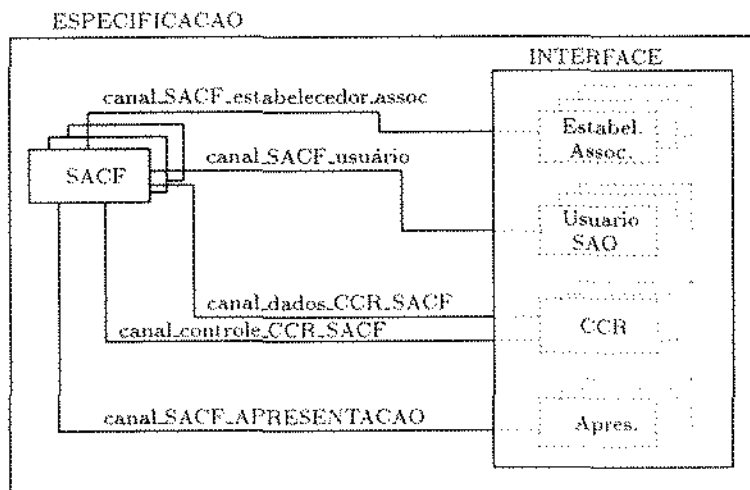 ESPECIFICACAO
INTERFACE
canal_SACF_estabelecedor_assoc
Estabel.
Assoc.
canal_SACF_usuário
SACF
Usuario
SAO
canal_dados_CCR_SACF
canal_controle_CCR_SACF
CCR
canal_SACF_APRESENTACAO
Apres.